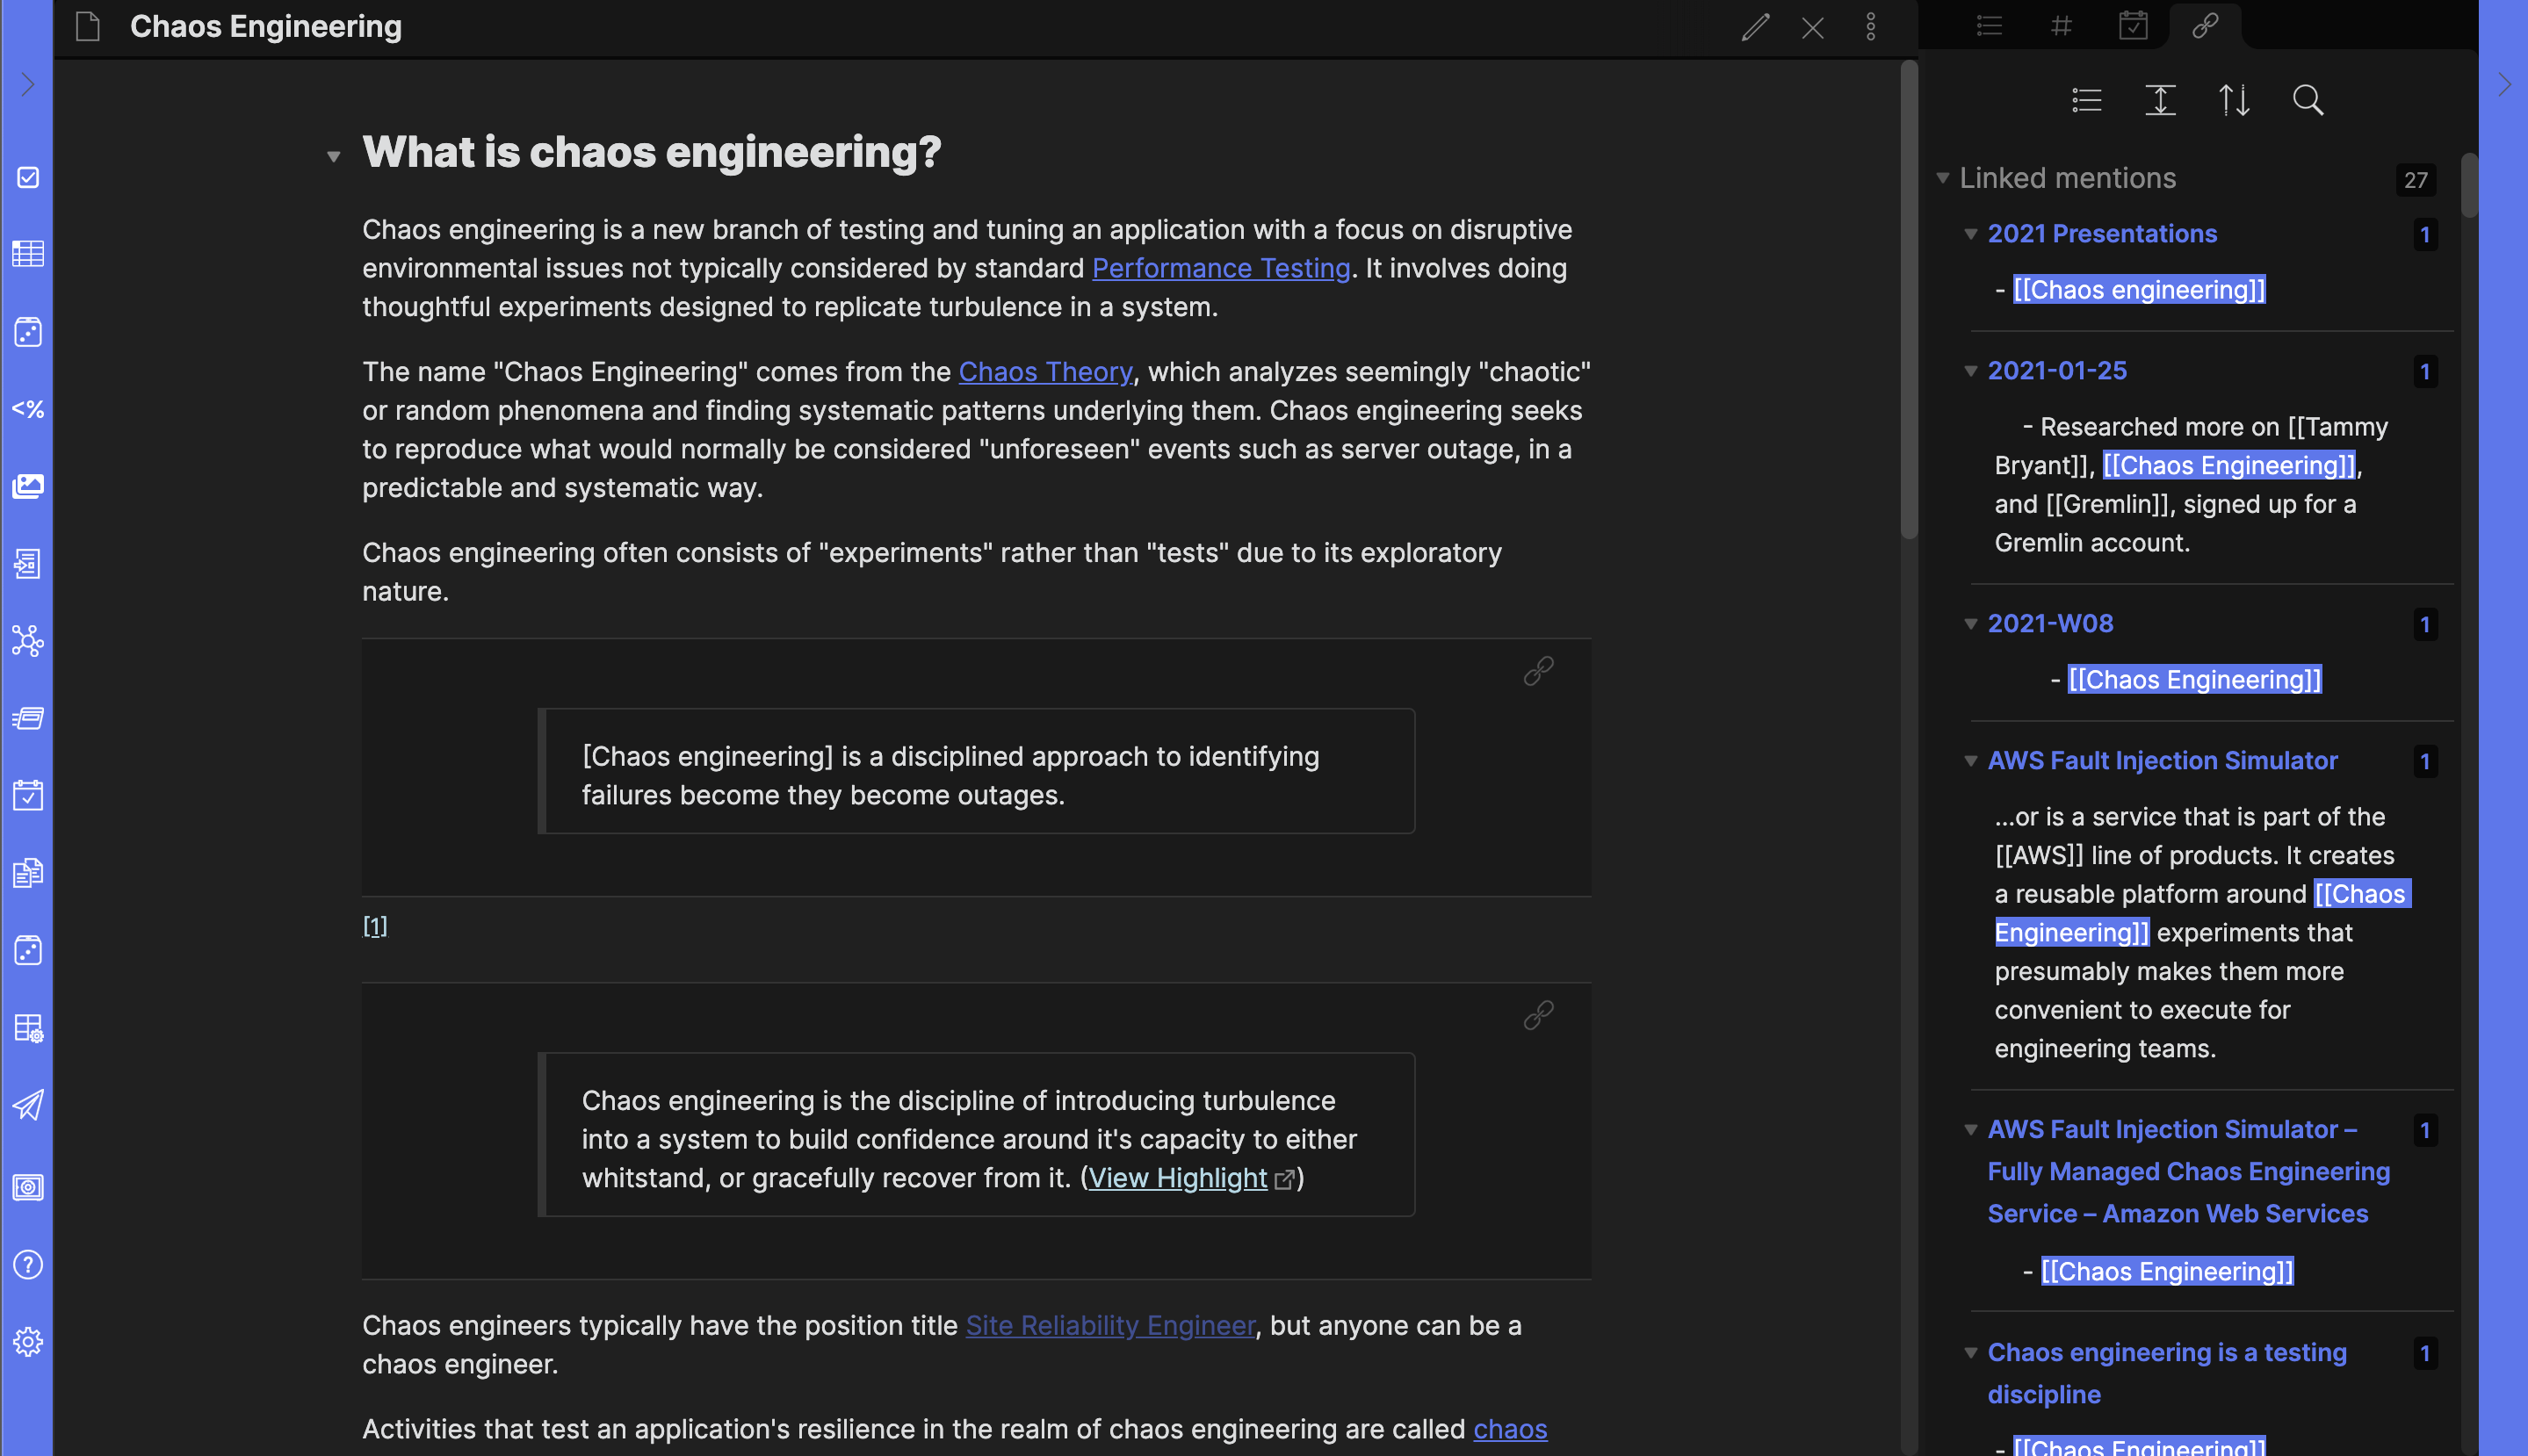 Chaos Engineering
What is chaos engineering?
Chaos engineering is a new branch of testing and tuning an application with a focus on disruptive
environmental issues not typically considered by standard Performance Testing. It involves doing
thoughtful experiments designed to replicate turbulence in a system.
The name "Chaos Engineering" comes from the Chaos Theory, which analyzes seemingly "chaotic"
or random phenomena and finding systematic patterns underlying them. Chaos engineering seeks
to reproduce what would normally be considered "unforeseen" events such as server outage, in a
predictable and systematic way.
Chaos engineering often consists of "experiments" rather than "tests" due to its exploratory
nature.
[Chaos engineering] is a disciplined approach to identifying
failures become they become outages.
[1]
Chaos engineering is the discipline of introducing turbulence
into a system to build confidence around it's capacity to either
whitstand, or gracefully recover from it. (View Highlight)
Chaos engineers typically have the position title Site Reliability Engineer, but anyone can be a
chaos engineer.
Activities that test an application's resilience in the realm of chaos engineering are called chaos
<%
Linked mentions 27
2021 Presentations 1
- [[Chaos engineering]]
2021-01-25 1
- Researched more on [[Tammy
Bryant]], [[Chaos Engineering]],
and [[Gremlin]], signed up for a
Gremlin account.
2021-W08 1
- [[Chaos Engineering]]
AWS Fault Injection Simulator 1
...or is a service that is part of the
[[AWS]] line of products. It creates
a reusable platform around [[Chaos
Engineering]] experiments that
presumably makes them more
convenient to execute for
engineering teams.
AWS Fault Injection Simulator – 1
Fully Managed Chaos Engineering
Service – Amazon Web Services
- [[Chaos Engineering]]
Chaos engineering is a testing 1
discipline
- [[Chaos Engineering]]